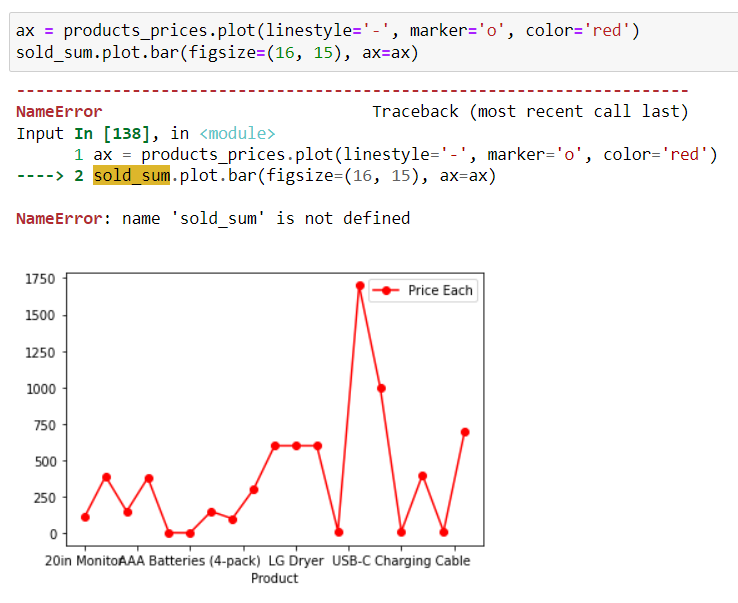 ax = products_prices.plot(linestyle='-', marker='o', color='red')
sold_sum.plot.bar(figsize=(16, 15), ax=ax)
---------------------------------------------------------------------------
NameError                                 Traceback (most recent call last)
Input In [138], in <module>
      1 ax = products_prices.plot(linestyle='-', marker='o', color='red')
----> 2 sold_sum.plot.bar(figsize=(16, 15), ax=ax)
NameError: name 'sold_sum' is not defined
1750
Price Each
1500
1250
1000
750
500
250
0
20in Monitor AAA Batteries (4-pack) LG Dryer USB-C Charging Cable
Product